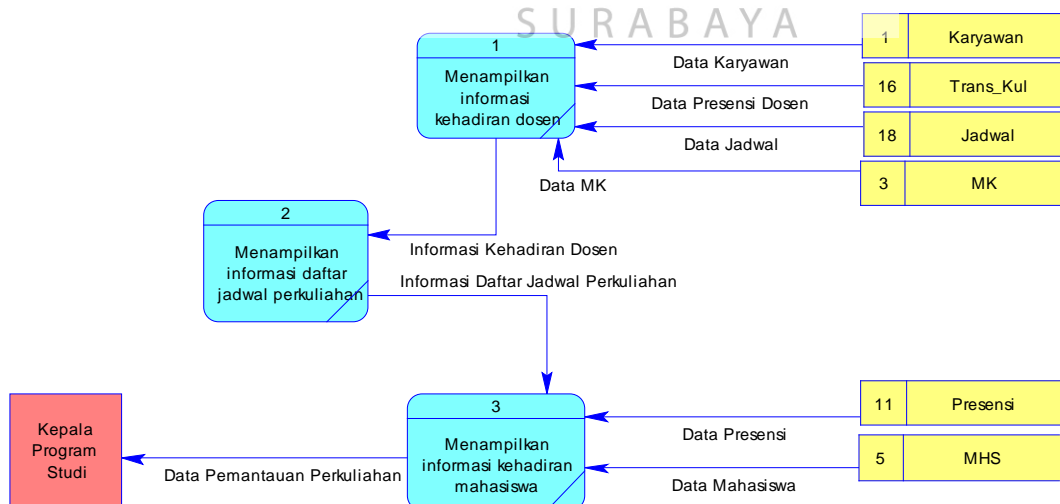 SURABAYA
1
Menampilkan
informasi
kehadiran dosen
1 Karyawan
Data Karyawan
16 Trans_Kul
Data Presensi Dosen
18 Jadwal
Data Jadwal
3 MK
Data MK
2
Menampilkan
informasi daftar
jadwal perkuliahan
Informasi Kehadiran Dosen
Informasi Daftar Jadwal Perkuliahan
3
Menampilkan
informasi kehadiran
mahasiswa
11 Presensi
Data Presensi
5 MHS
Data Mahasiswa
Kepala
Program
Studi
Data Pemantauan Perkuliahan